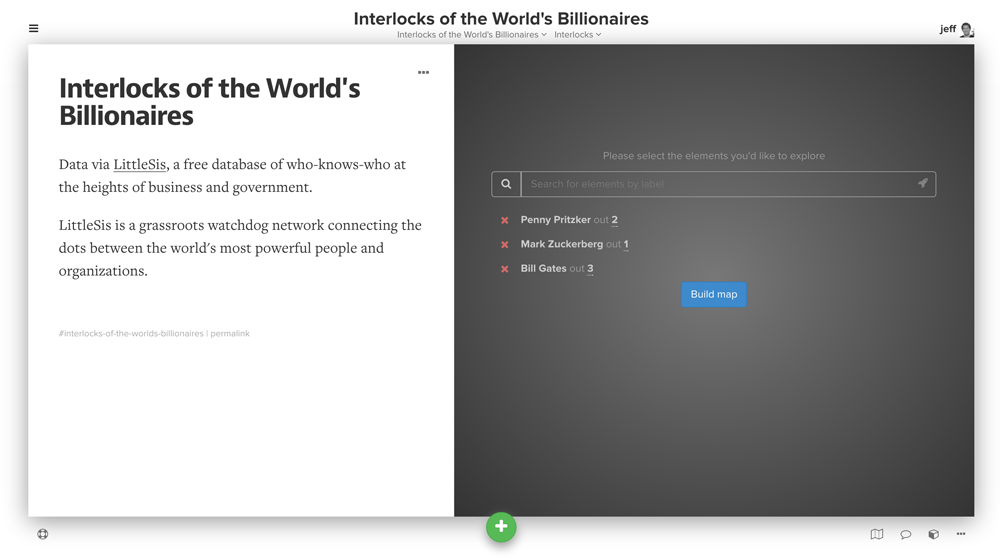 Interlocks of the World's Billionaires
Interlocks of the World's Billionaires Interlocks
jeff
Interlocks of the World's
Billionaires
Data via LittleSis, a free database of who-knows-who at
the heights of business and government.
LittleSis is a grassroots watchdog network connecting the
dots between the world's most powerful people and
organizations.
#interlocks-of-the-worlds-billionaires | permalink
Please select the elements you'd like to explore
Search for elements by label
Penny Pritzker out 2
Mark Zuckerberg out 1
Bill Gates out 3
Build map